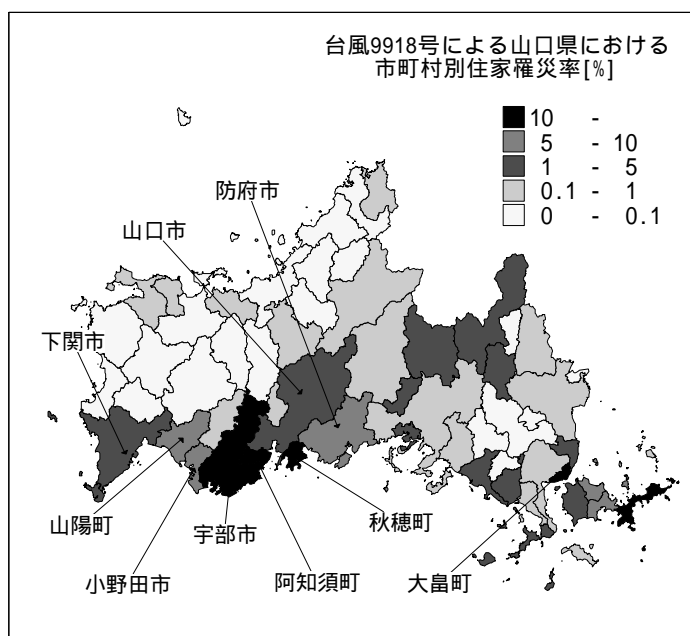 台風9918号による山口県における
市町村別住家罹災率[%]
10 -
5 - 10
1 - 5
0.1 - 1
0 - 0.1
防府市
山口市
下関市
山陽町
宇部市
秋穂町
小野田市
阿知須町
大畠町